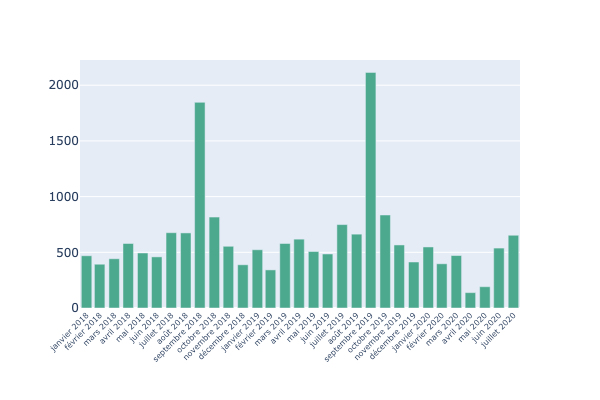 2000
1500
1000
500
0
janvier 2018
février 2018
mars 2018
avril 2018
mai 2018
juin 2018
juillet 2018
août 2018
septembre 2018
octobre 2018
novembre 2018
décembre 2018
janvier 2019
février 2019
mars 2019
avril 2019
mai 2019
juin 2019
juillet 2019
août 2019
septembre 2019
octobre 2019
novembre 2019
décembre 2019
janvier 2020
février 2020
mars 2020
avril 2020
mai 2020
juin 2020
juillet 2020